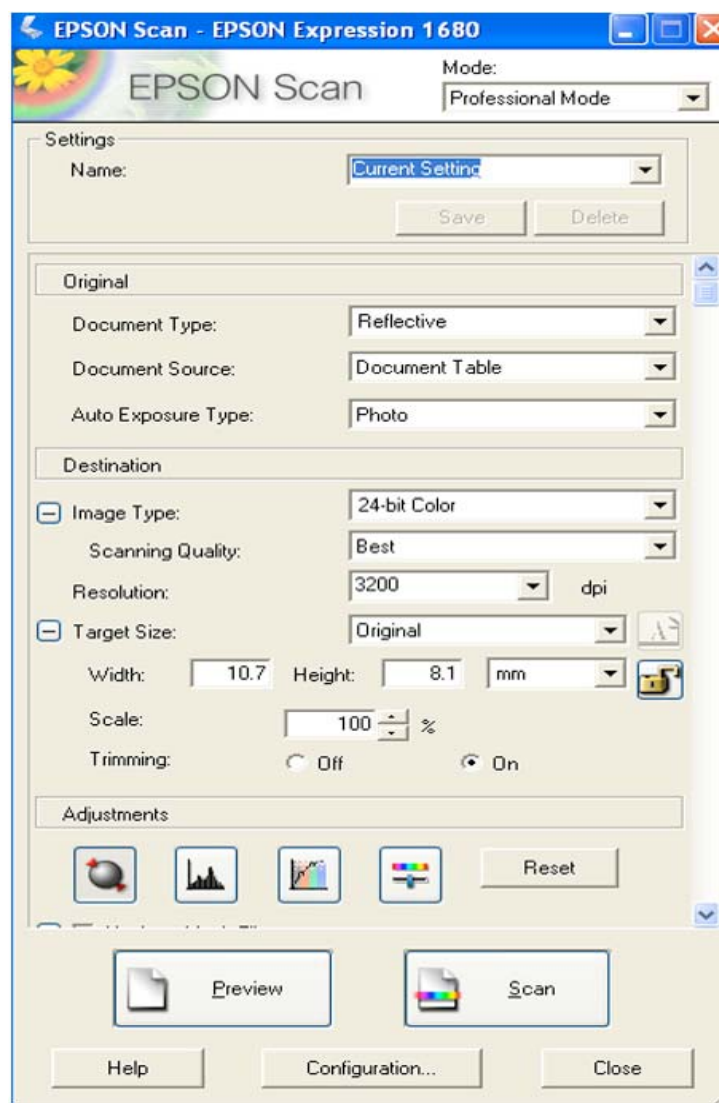 EPSON Scan - EPSON Expression 1680
EPSON Scan
Mode:
Professional Mode
Settings
Name: Current Setting
Save Delete
Original
Document Type: Reflective
Document Source: Document Table
Auto Exposure Type: Photo
Destination
Image Type: 24-bit Color
Scanning Quality: Best
Resolution: 3200 dpi
Target Size: Original
Width: 10.7 Height: 8.1 mm
Scale: 100 %
Trimming: Off On
Adjustments
Reset
Preview Scan
Help Configuration... Close